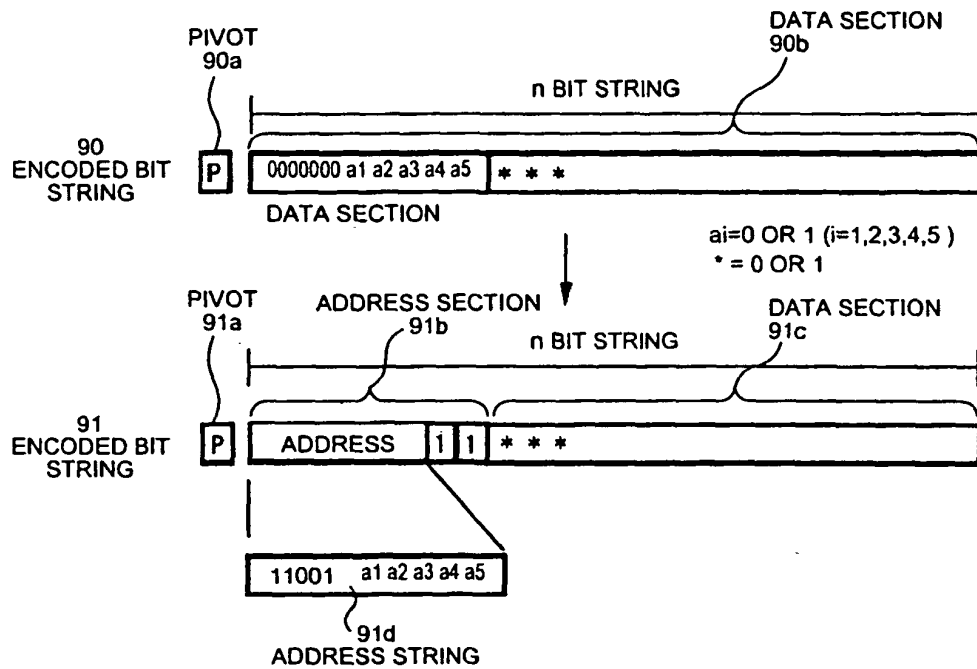 DATA SECTION
90b
PIVOT
90a
n BIT STRING
90
ENCODED BIT
STRING
P
0000000 a1 a2 a3 a4 a5
* * *
DATA SECTION
ai=0 OR 1 (i=1,2,3,4,5 )
* = 0 OR 1
PIVOT
91a
ADDRESS SECTION
91b
DATA SECTION
91c
n BIT STRING
91
ENCODED BIT
STRING
P
ADDRESS
1
1
* * *
11001 a1 a2 a3 a4 a5
91d
ADDRESS STRING